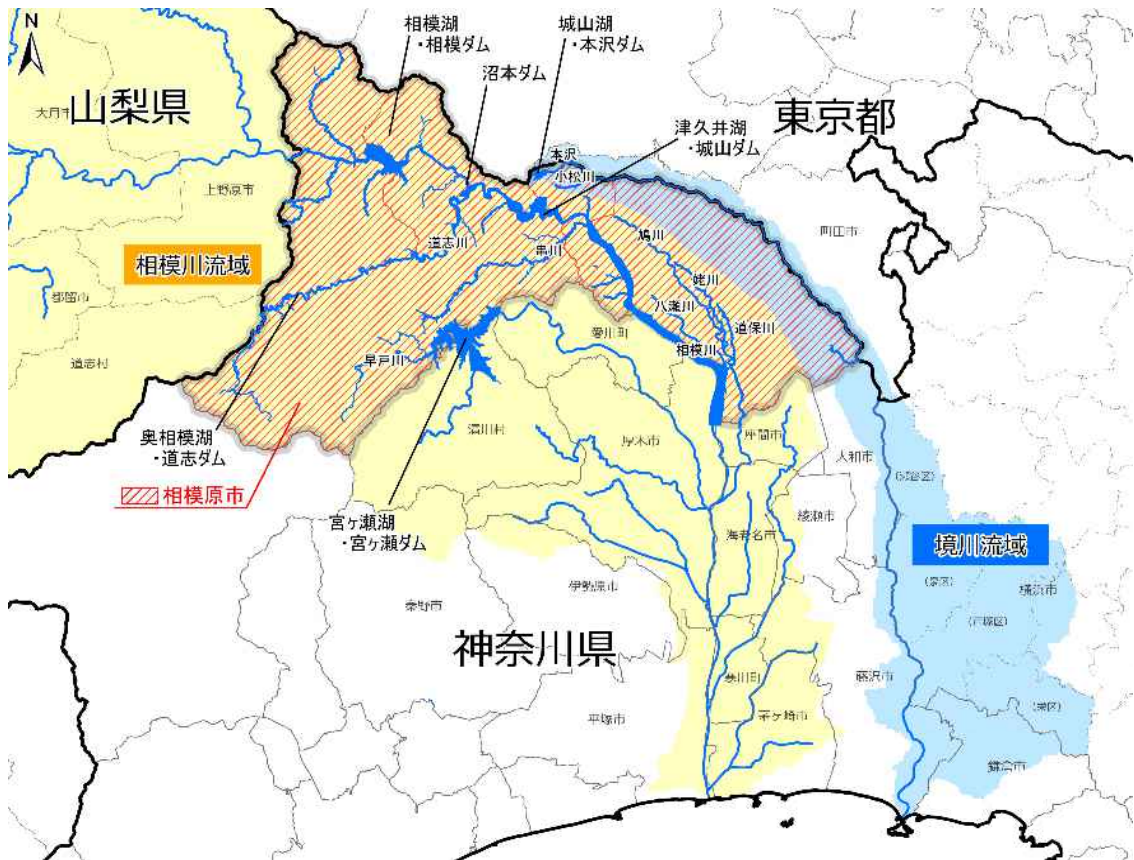 N
相模湖
・相模ダム
城山湖
・本沢ダム
沼本ダム
山梨県
大月市
東京都
津久井湖
・城山ダム
本沢
小松川
上野原市
町田市
鳩川
道志川
串川
相模川流域
姥川
八瀬川
都留市
道保川
愛川町
道志村
相模川
早戸川
奥相模湖
・道志ダム
清川村
厚木市
座間市
大和市
相模原市
綾瀬市
宮ヶ瀬湖
・宮ヶ瀬ダム
海老名市
境川流域
伊勢原市
(泉区)
横浜市
秦野市
(戸塚区)
神奈川県
寒川町
藤沢市
(栄区)
平塚市
茅ヶ崎市
鎌倉市